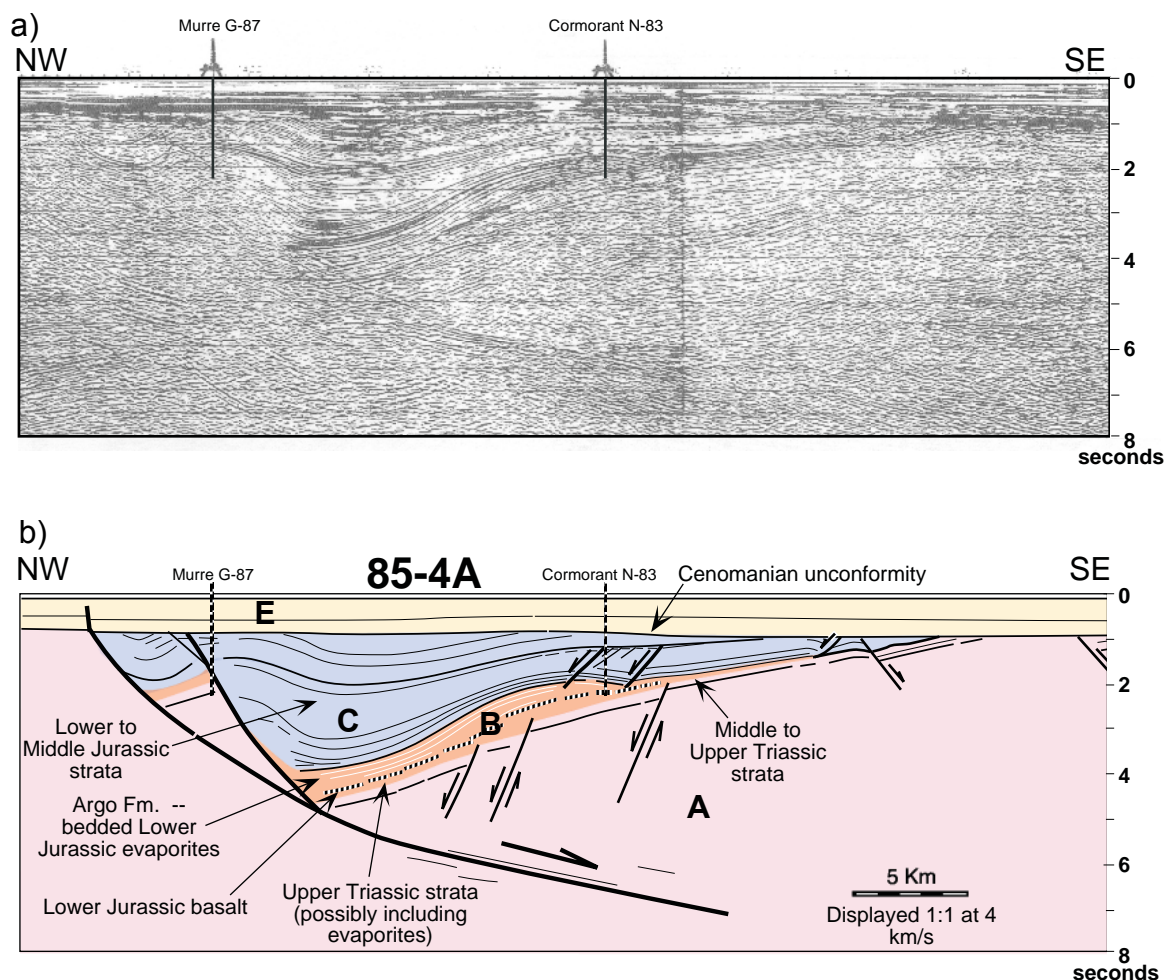 a)
Murre G-87
Cormorant N-83
NW
SE
0
2
4
6
8
seconds
b)
NW
85-4A
SE
Murre G-87
Cormorant N-83
Cenomanian unconformity
0
E
2
C
B
Lower to
Middle Jurassic
strata
Middle to
Upper Triassic
strata
4
A
Argo Fm. --
bedded Lower
Jurassic evaporites
6
5 Km
Lower Jurassic basalt
Upper Triassic strata
(possibly including
evaporites)
Displayed 1:1 at 4
km/s
8
seconds